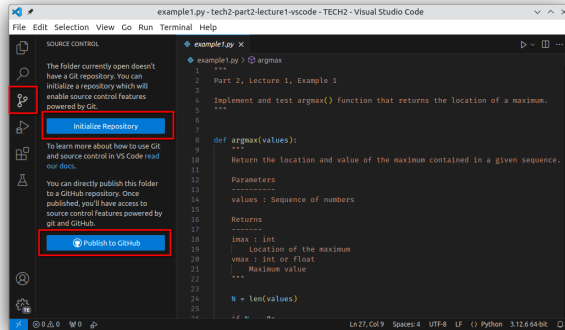 example1.py - tech2-part2-lecture1-vscode - TECH2 - Visual Studio Code
File Edit Selection View Go Run Terminal Help
SOURCE CONTROL
The folder currently open doesn't
have a Git repository. You can
initialize a repository which will
enable source control features
powered by Git.
Initialize Repository
To learn more about how to use Git
and source control in VS Code read
our docs.
You can directly publish this folder
to a GitHub repository. Once
published, you'll have access to
source control features powered by
git and GitHub.
Publish to GitHub
TE
example1.py
example1.py > argmax
1 """
2 Part 2, Lecture 1, Example 1
3
4 Implement and test argmax() function that returns the location of a maximum.
5 """
6
7
8 def argmax(values):
9 """
10 Return the location and value of the maximum contained in a given sequence.
11
12 Parameters
13 ----------
14 values : Sequence of numbers
15
16 Returns
17 -------
18 imax : int
19 Location of the maximum
20 vmax : int or float
21 Maximum value
22 """
23
24 N = len(values)
25
0 0 0 Ln 27, Col 9 Spaces: 4 UTF-8 LF Python 3.12.6 64-bit